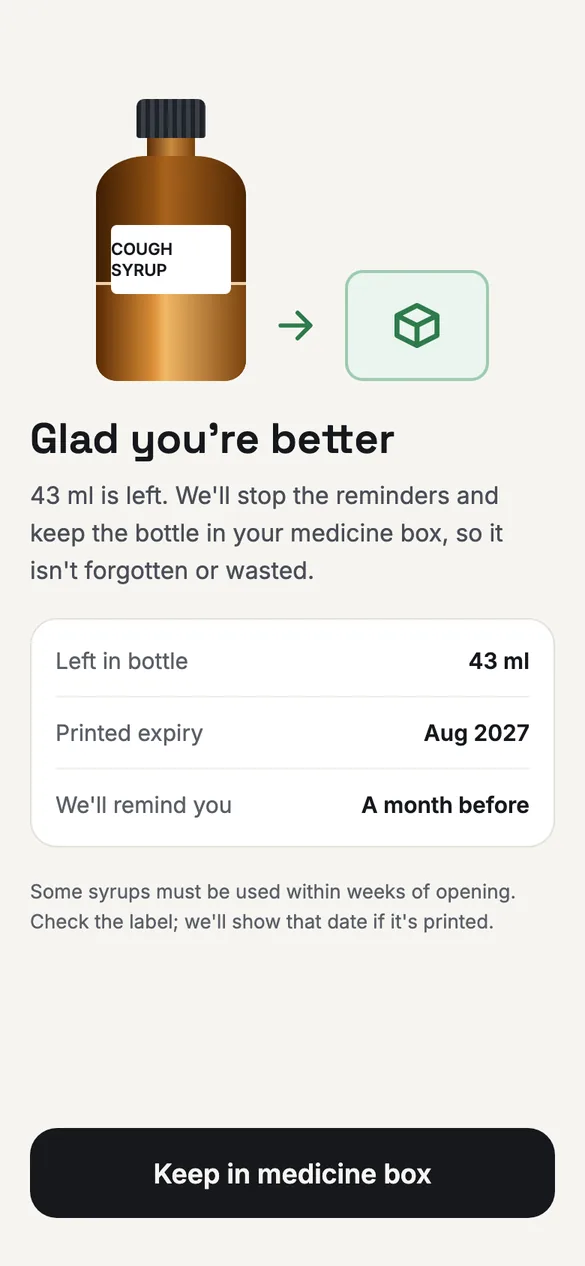 COUGH
SYRUP
Glad you’re better
43 ml is left. We'll stop the reminders and
keep the bottle in your medicine box, so it
isn't forgotten or wasted.
Left in bottle 43 ml
Printed expiry Aug 2027
We'll remind you A month before
Some syrups must be used within weeks of opening.
Check the label; we'll show that date if it's printed.
Keep in medicine box